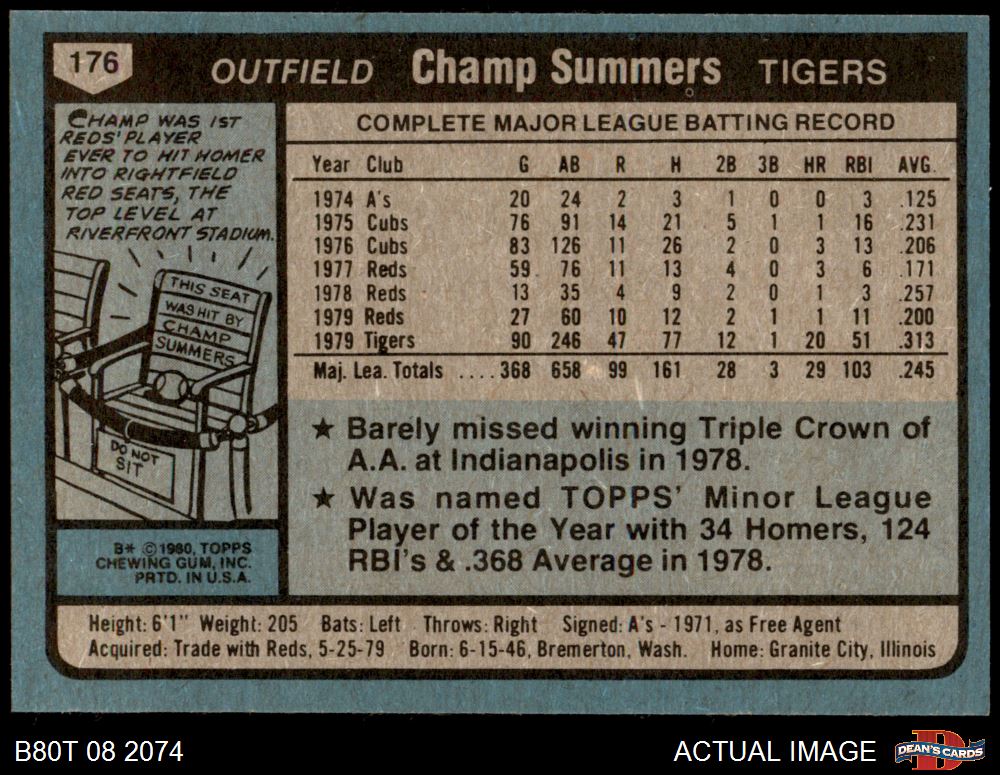 176
OUTFIELD Champ Summers TIGERS
CHAMP WAS 1ST
REDS' PLAYER
EVER TO HIT HOMER
INTO RIGHTFIELD
RED SEATS, THE
TOP LEVEL AT
RIVERFRONT STADIUM.
THIS SEAT
WAS HIT BY
CHAMP
SUMMERS
DO NOT
SIT
B* © 1980, TOPPS
CHEWING GUM, INC.
PRTD. IN U.S.A.
COMPLETE MAJOR LEAGUE BATTING RECORD
Year Club G AB R H 2B 3B HR RBI AVG.
1974 A's 20 24 2 3 1 0 0 3 .125
1975 Cubs 76 91 14 21 5 1 1 16 .231
1976 Cubs 83 126 11 26 2 0 3 13 .206
1977 Reds 59 76 11 13 4 0 3 6 .171
1978 Reds 13 35 4 9 2 0 1 3 .257
1979 Reds 27 60 10 12 2 1 1 11 .200
1979 Tigers 90 246 47 77 12 1 20 51 .313
Maj. Lea. Totals ....368 658 99 161 28 3 29 103 .245
★ Barely missed winning Triple Crown of
A.A. at Indianapolis in 1978.
★ Was named TOPPS' Minor League
Player of the Year with 34 Homers, 124
RBI's & .368 Average in 1978.
Height: 6'1" Weight: 205 Bats: Left Throws: Right Signed: A's - 1971, as Free Agent
Acquired: Trade with Reds, 5-25-79 Born: 6-15-46, Bremerton, Wash. Home: Granite City, Illinois
B80T 08 2074
ACTUAL IMAGE
DEAN'S CARDS